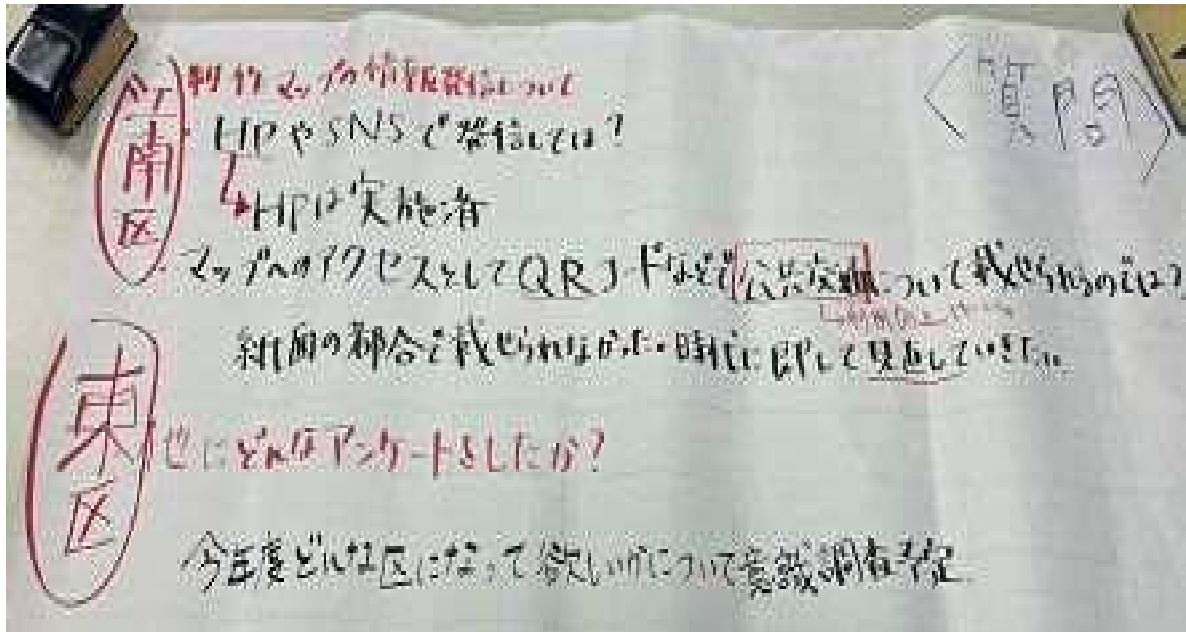 〈質問〉
江南区
マップの情報発信について
・HPやSNSで発信しては?
↳HPは実施済
・マップへのアクセスとしてQRコードなどで公共交通について載せられるのでは?
紙面の都合で載せられなかった。時代に即して見直していきたい。
東区
他にどんなアンケートをしたか?
今年度どんな区になって欲しいかについて意識調査予定